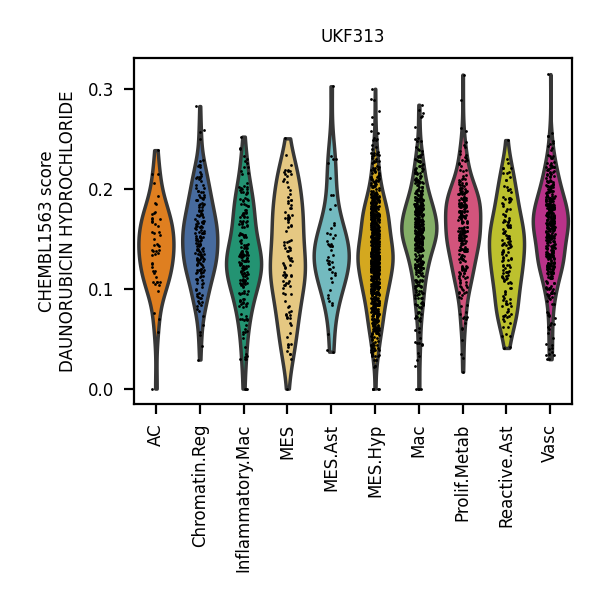 UKF313
CHEMBL1563 score
DAUNORUBICIN HYDROCHLORIDE
0.3
0.2
0.1
0.0
AC
Chromatin.Reg
Inflammatory.Mac
MES
MES.Ast
MES.Hyp
Mac
Prolif.Metab
Reactive.Ast
Vasc